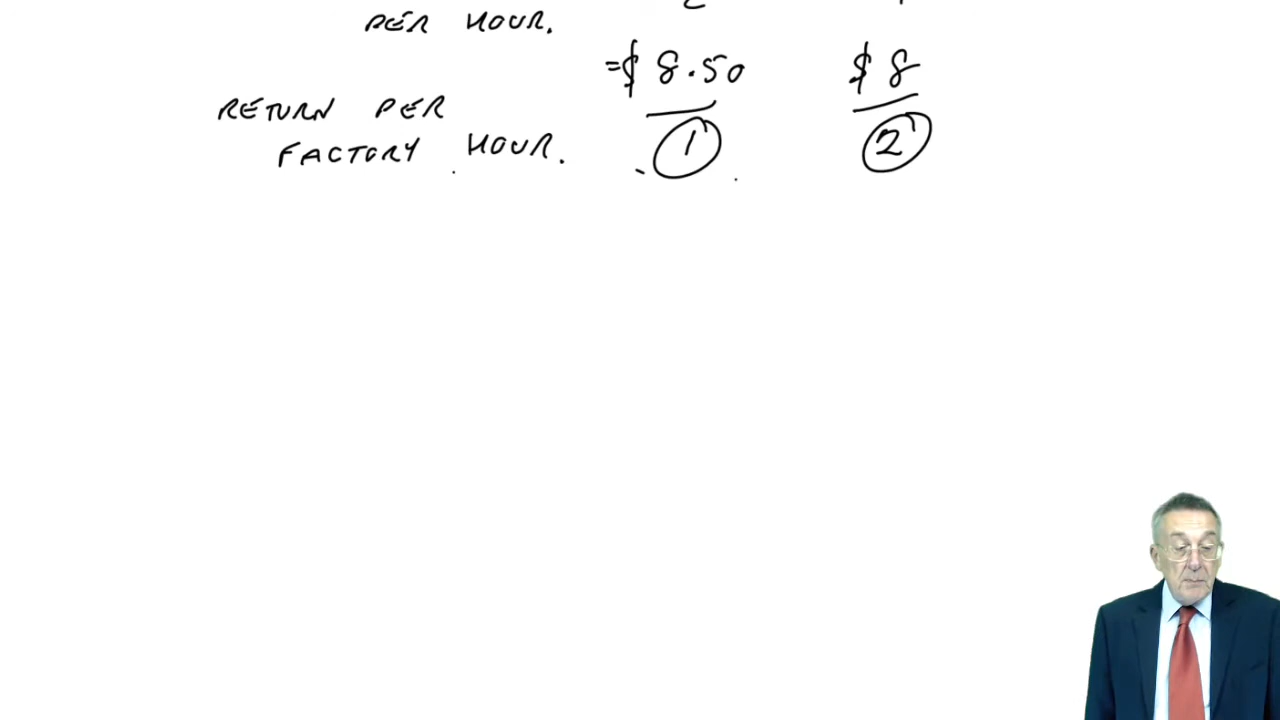 PER HOUR.
=$ 8.50 $ 8
RETURN PER
FACTORY HOUR. 1 2